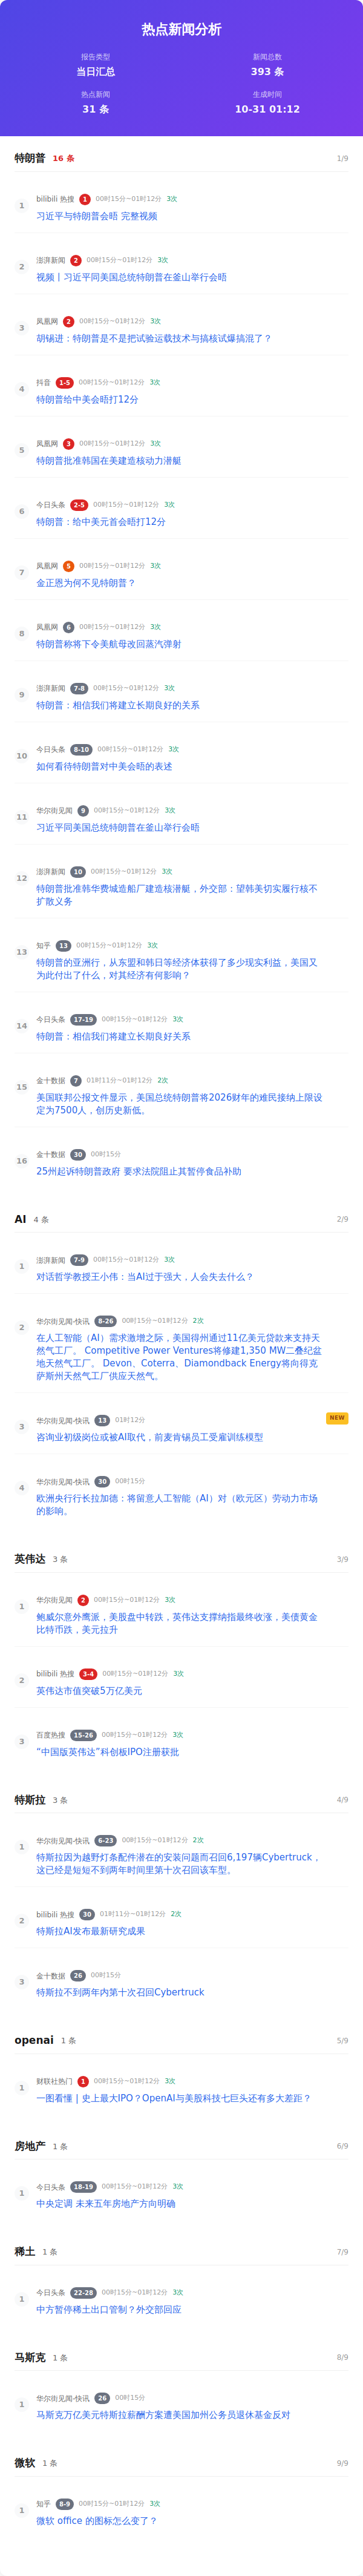 热点新闻分析
报告类型
当日汇总
新闻总数
393 条
热点新闻
31 条
生成时间
10-31 01:12
特朗普 16 条 1/9
1
bilibili 热搜 1 00时15分~01时12分 3次
习近平与特朗普会晤 完整视频
2
澎湃新闻 2 00时15分~01时12分 3次
视频丨习近平同美国总统特朗普在釜山举行会晤
3
凤凰网 2 00时15分~01时12分 3次
胡锡进：特朗普是不是把试验运载技术与搞核试爆搞混了？
4
抖音 1-5 00时15分~01时12分 3次
特朗普给中美会晤打12分
5
凤凰网 3 00时15分~01时12分 3次
特朗普批准韩国在美建造核动力潜艇
6
今日头条 2-5 00时15分~01时12分 3次
特朗普：给中美元首会晤打12分
7
凤凰网 5 00时15分~01时12分 3次
金正恩为何不见特朗普？
8
凤凰网 6 00时15分~01时12分 3次
特朗普称将下令美航母改回蒸汽弹射
9
澎湃新闻 7-8 00时15分~01时12分 3次
特朗普：相信我们将建立长期良好的关系
10
今日头条 8-10 00时15分~01时12分 3次
如何看待特朗普对中美会晤的表述
11
华尔街见闻 9 00时15分~01时12分 3次
习近平同美国总统特朗普在釜山举行会晤
12
澎湃新闻 10 00时15分~01时12分 3次
特朗普批准韩华费城造船厂建造核潜艇，外交部：望韩美切实履行核不
扩散义务
13
知乎 13 00时15分~01时12分 3次
特朗普的亚洲行，从东盟和韩日等经济体获得了多少现实利益，美国又
为此付出了什么，对其经济有何影响？
14
今日头条 17-19 00时15分~01时12分 3次
特朗普：相信我们将建立长期良好关系
15
金十数据 7 01时11分~01时12分 2次
美国联邦公报文件显示，美国总统特朗普将2026财年的难民接纳上限设
定为7500人，创历史新低。
16
金十数据 30 00时15分
25州起诉特朗普政府 要求法院阻止其暂停食品补助
AI 4 条 2/9
1
澎湃新闻 7-9 00时15分~01时12分 3次
对话哲学教授王小伟：当AI过于强大，人会失去什么？
2
华尔街见闻-快讯 8-26 00时15分~01时12分 2次
在人工智能（AI）需求激增之际，美国得州通过11亿美元贷款来支持天
然气工厂。 Competitive Power Ventures将修建1,350 MW二叠纪盆
地天然气工厂。 Devon、Coterra、Diamondback Energy将向得克
萨斯州天然气工厂供应天然气。
3
华尔街见闻-快讯 13 01时12分 NEW
咨询业初级岗位或被AI取代，前麦肯锡员工受雇训练模型
4
华尔街见闻-快讯 30 00时15分
欧洲央行行长拉加德：将留意人工智能（AI）对（欧元区）劳动力市场
的影响。
英伟达 3 条 3/9
1
华尔街见闻 2 00时15分~01时12分 3次
鲍威尔意外鹰派，美股盘中转跌，英伟达支撑纳指最终收涨，美债黄金
比特币跌，美元拉升
2
bilibili 热搜 3-4 00时15分~01时12分 3次
英伟达市值突破5万亿美元
3
百度热搜 15-26 00时15分~01时12分 3次
“中国版英伟达”科创板IPO注册获批
特斯拉 3 条 4/9
1
华尔街见闻-快讯 6-23 00时15分~01时12分 2次
特斯拉因为越野灯条配件潜在的安装问题而召回6,197辆Cybertruck，
这已经是短短不到两年时间里第十次召回该车型。
2
bilibili 热搜 30 01时11分~01时12分 2次
特斯拉AI发布最新研究成果
3
金十数据 26 00时15分
特斯拉不到两年内第十次召回Cybertruck
openai 1 条 5/9
1
财联社热门 1 00时15分~01时12分 3次
一图看懂 | 史上最大IPO？OpenAI与美股科技七巨头还有多大差距？
房地产 1 条 6/9
1
今日头条 18-19 00时15分~01时12分 3次
中央定调 未来五年房地产方向明确
稀土 1 条 7/9
1
今日头条 22-28 00时15分~01时12分 3次
中方暂停稀土出口管制？外交部回应
马斯克 1 条 8/9
1
华尔街见闻-快讯 26 00时15分
马斯克万亿美元特斯拉薪酬方案遭美国加州公务员退休基金反对
微软 1 条 9/9
1
知乎 8-9 00时15分~01时12分 3次
微软 office 的图标怎么变了？